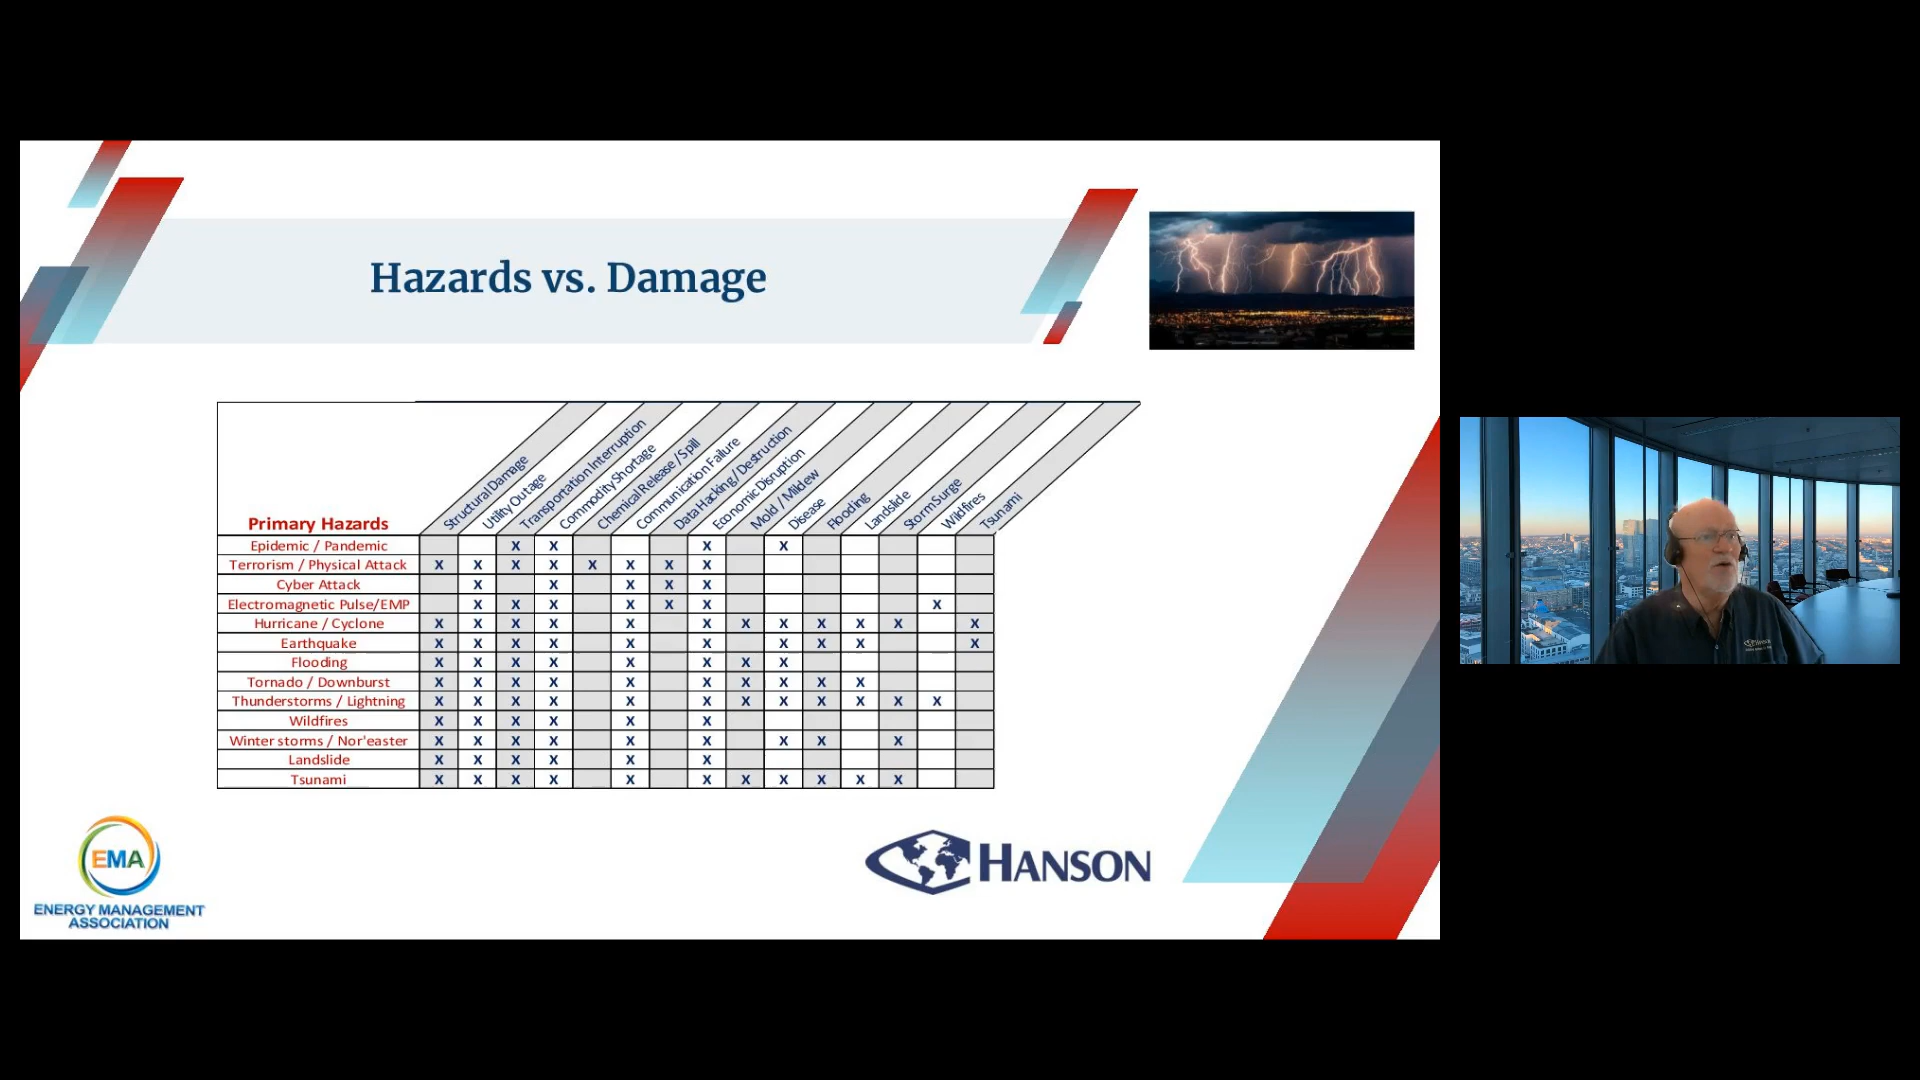 Hazards vs. Damage
Structural Damage
Utility Outage
Transportation Interruption
Commodity Shortage
Chemical Release / Spill
Communication Failure
Data Hacking / Destruction
Economic Disruption
Mold / Mildew
Disease
Flooding
Landslide
Storm Surge
Wildfires
Tsunami
Primary Hazards
Epidemic / Pandemic X X X X
Terrorism / Physical Attack X X X X X X X X
Cyber Attack X X X X X
Electromagnetic Pulse/EMP X X X X X X X
Hurricane / Cyclone X X X X X X X X X X X X
Earthquake X X X X X X X X X X
Flooding X X X X X X X X
Tornado / Downburst X X X X X X X X X X
Thunderstorms / Lightning X X X X X X X X X X X X
Wildfires X X X X X X
Winter storms / Nor'easter X X X X X X X X X
Landslide X X X X X X
Tsunami X X X X X X X X X X X
EMA
ENERGY MANAGEMENT
ASSOCIATION
HANSON